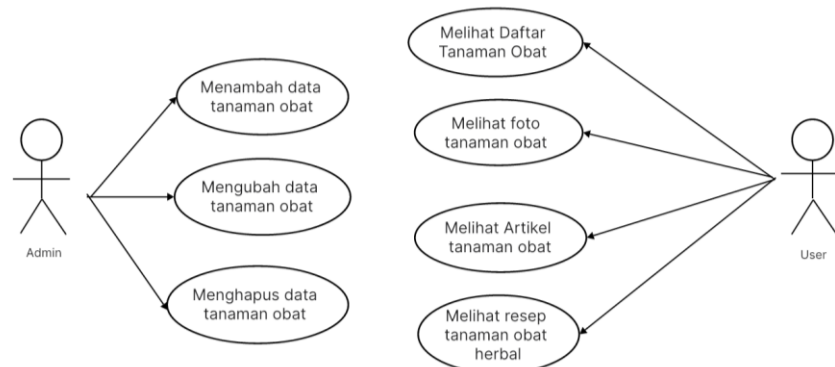 Menambah data
tanaman obat
Mengubah data
tanaman obat
Menghapus data
tanaman obat
Admin
Melihat Daftar
Tanaman Obat
Melihat foto
tanaman obat
Melihat Artikel
tanaman obat
Melihat resep
tanaman obat
herbal
User